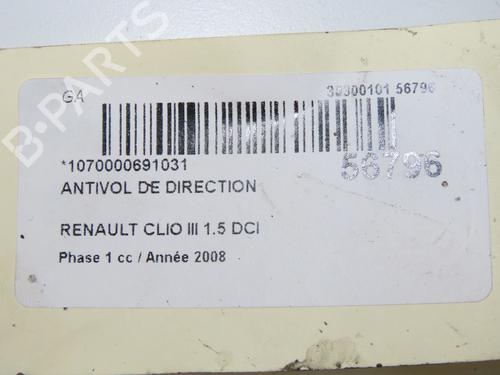 GA
30300101 56796
*1070000691031
56796
ANTIVOL DE DIRECTION
RENAULT CLIO III 1.5 DCI
Phase 1 cc / Année 2008
B-PARTS